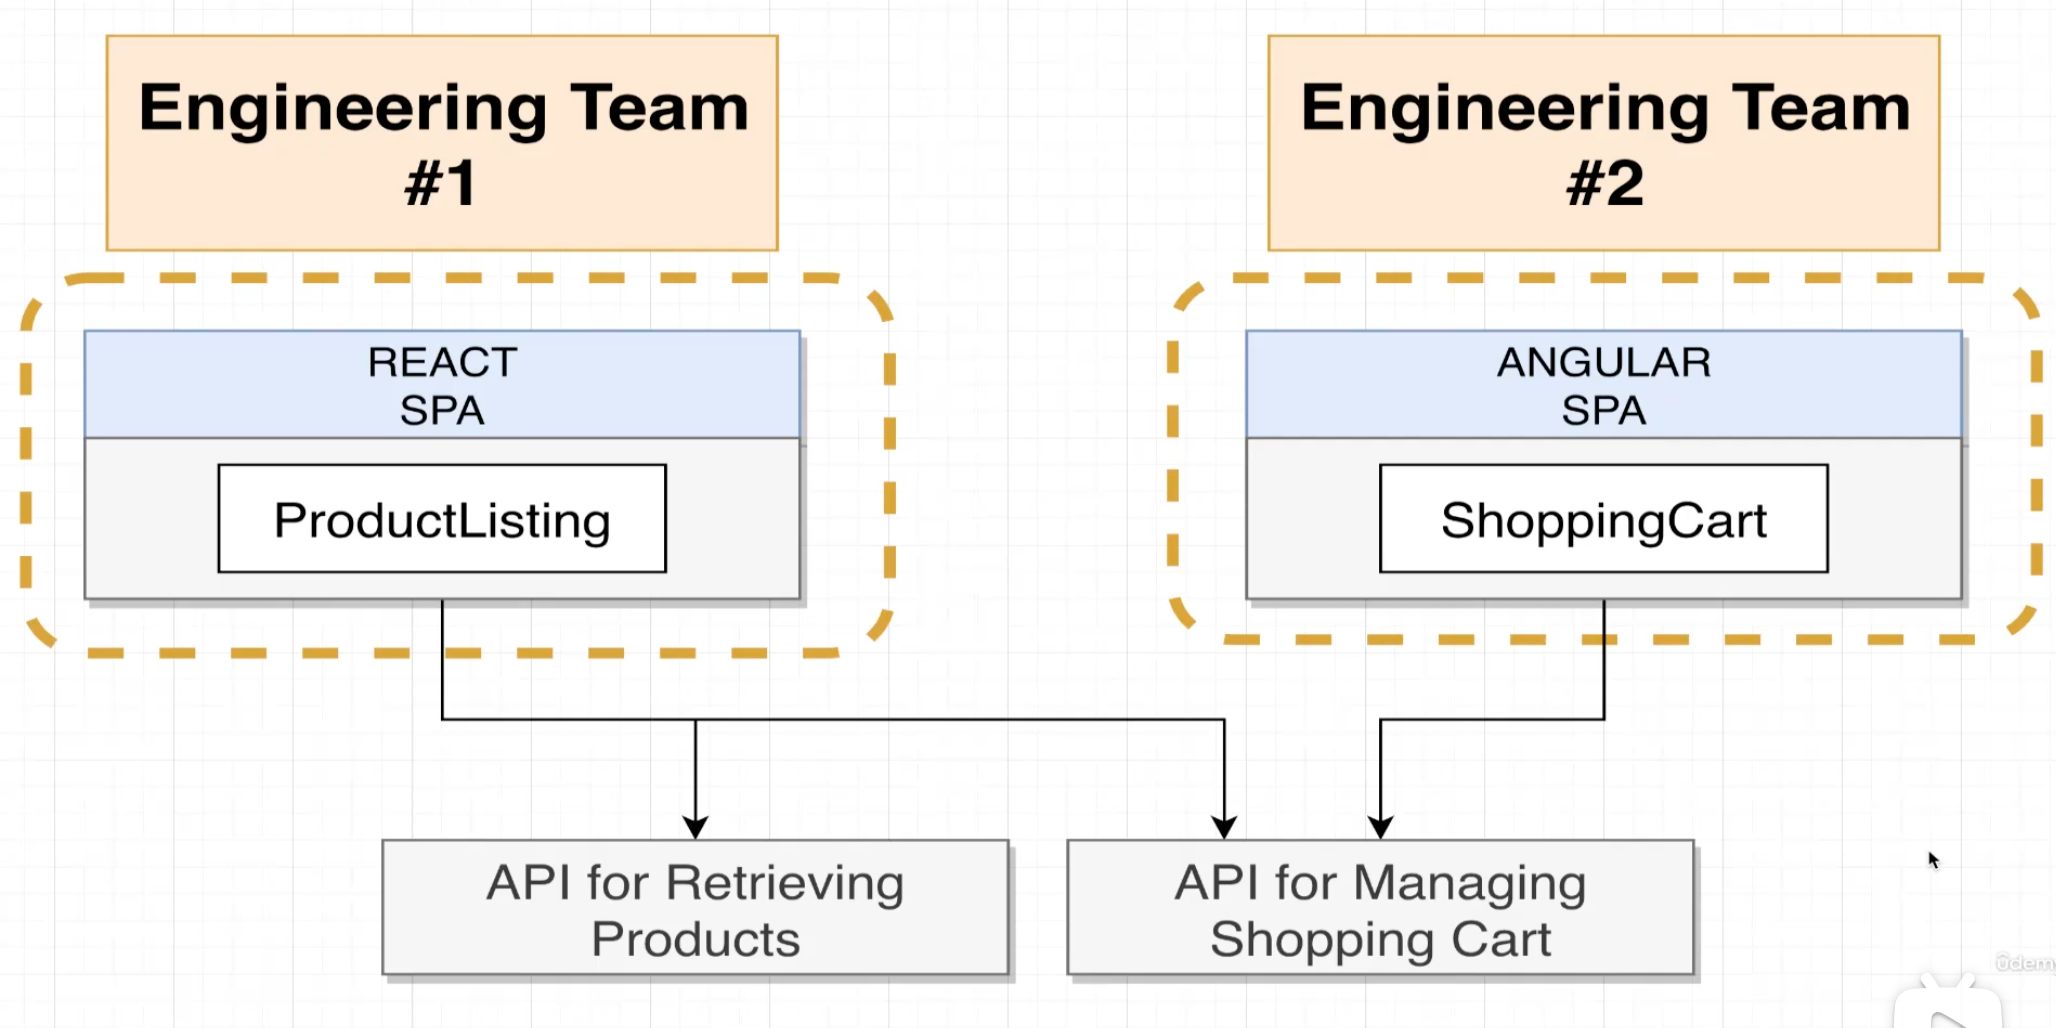 Engineering Team
#1
Engineering Team
#2
REACT
SPA
ProductListing
ANGULAR
SPA
ShoppingCart
API for Retrieving
Products
API for Managing
Shopping Cart